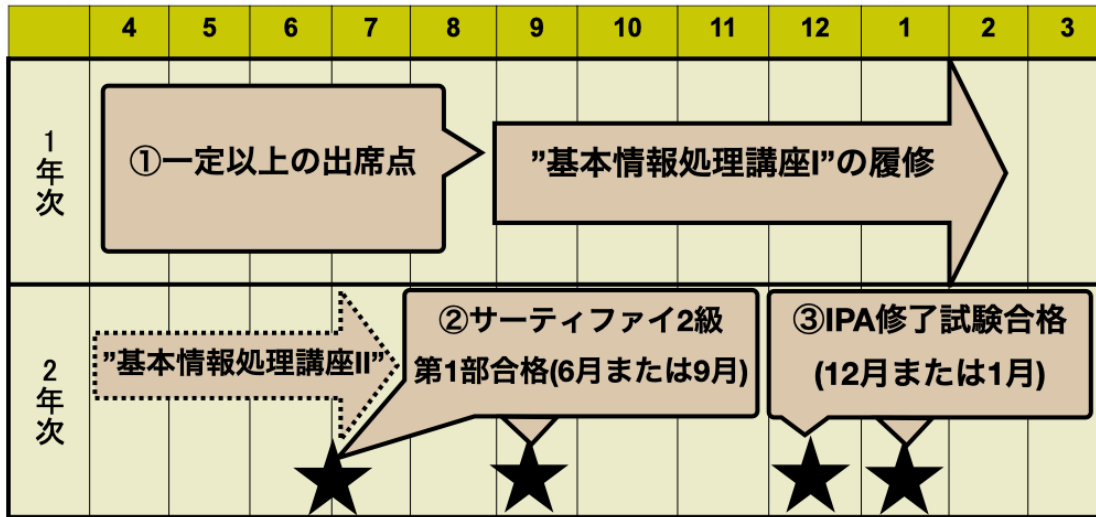 4 5 6 7 8 9 10 11 12 1 2 3
1年次
①一定以上の出席点
”基本情報処理講座I”の履修
2年次
”基本情報処理講座II”
②サーティファイ2級
第1部合格(6月または9月)
③IPA修了試験合格
(12月または1月)